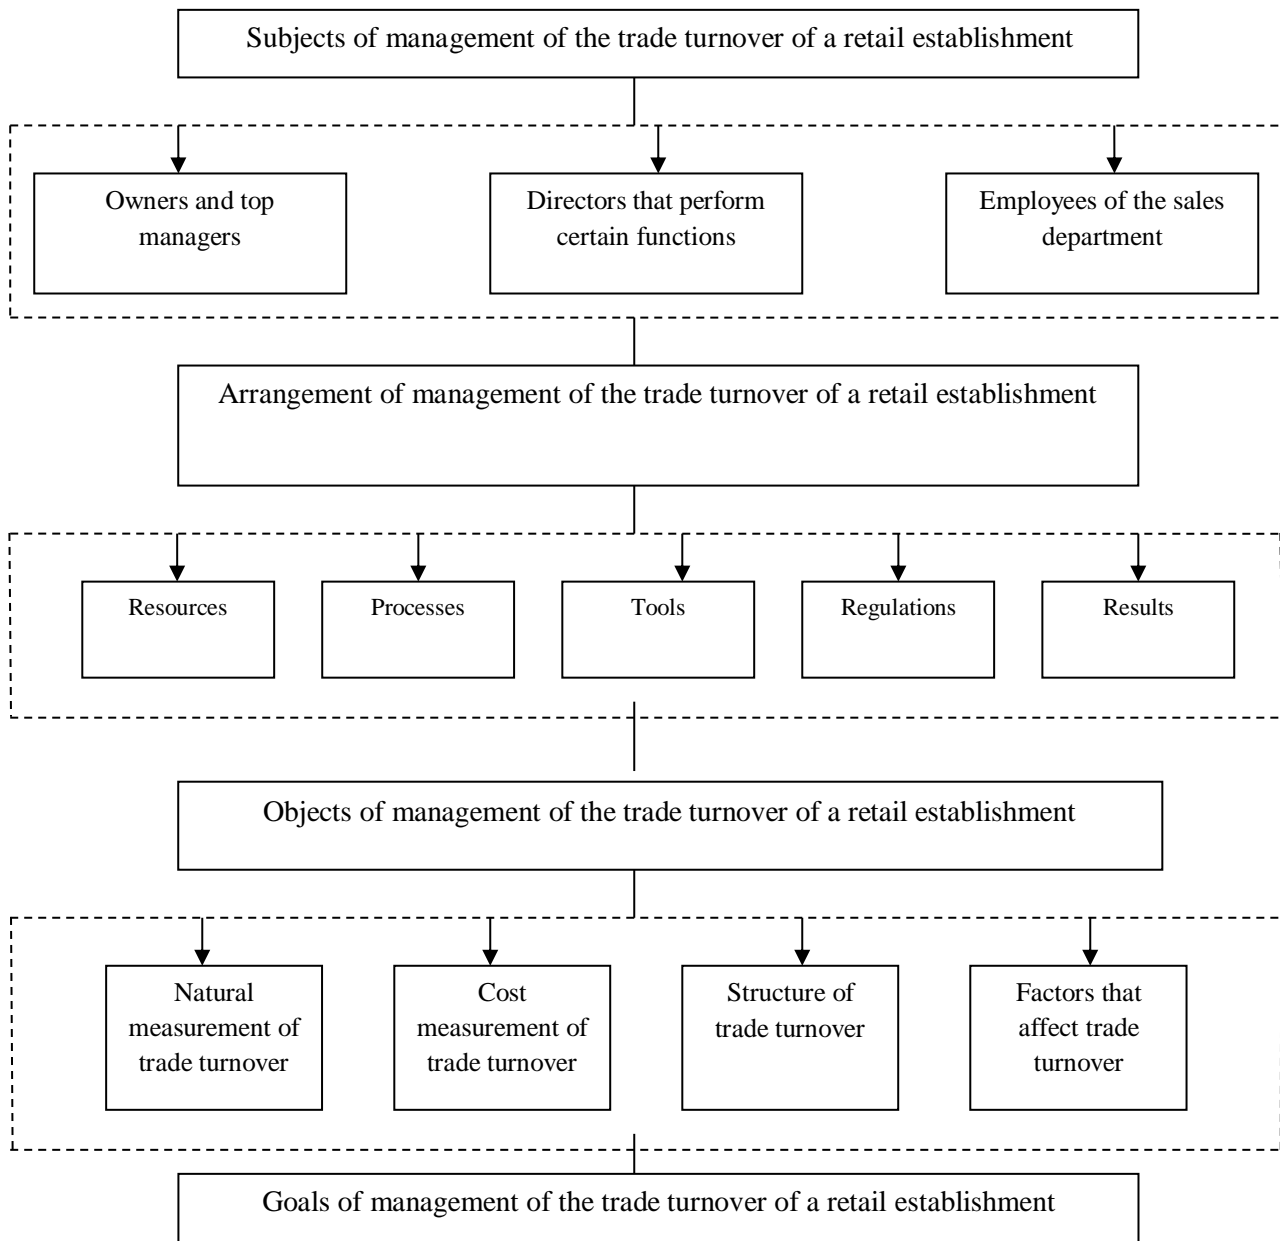 Subjects of management of the trade turnover of a retail establishment
Owners and top
managers
Directors that perform
certain functions
Employees of the sales
department
Arrangement of management of the trade turnover of a retail establishment
Resources
Processes
Tools
Regulations
Results
Objects of management of the trade turnover of a retail establishment
Natural
measurement of
trade turnover
Cost
measurement of
trade turnover
Structure of
trade turnover
Factors that
affect trade
turnover
Goals of management of the trade turnover of a retail establishment